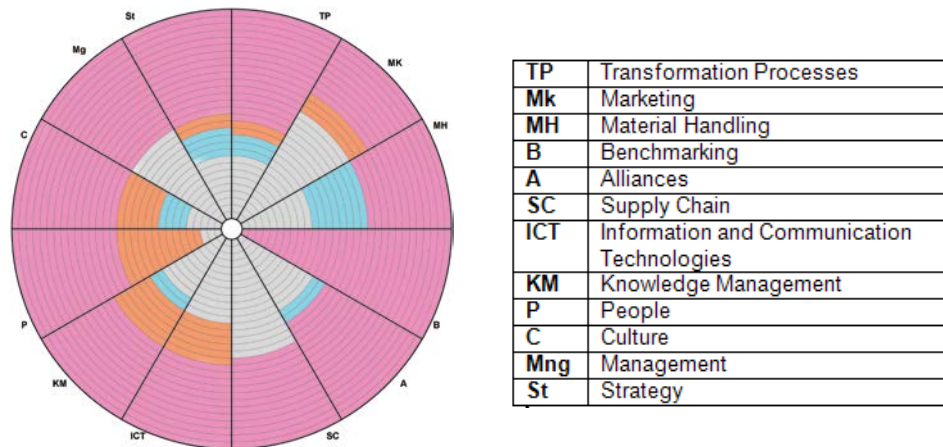 St
TP
Mg
MK
C
MH
P
B
KM
A
ICT
SC
TP Transformation Processes
Mk Marketing
MH Material Handling
B Benchmarking
A Alliances
SC Supply Chain
ICT Information and Communication
Technologies
KM Knowledge Management
P People
C Culture
Mng Management
St Strategy